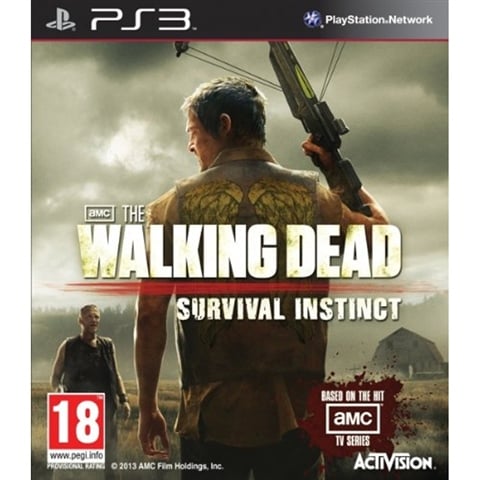 PS3
PlayStation®Network
AMC THE
WALKING DEAD
SURVIVAL INSTINCT
BASED ON THE HIT
AMC
TV SERIES
18
www.pegi.info
PROVISIONAL RATING
© 2013 AMC Film Holdings, Inc.
ACTIVISION